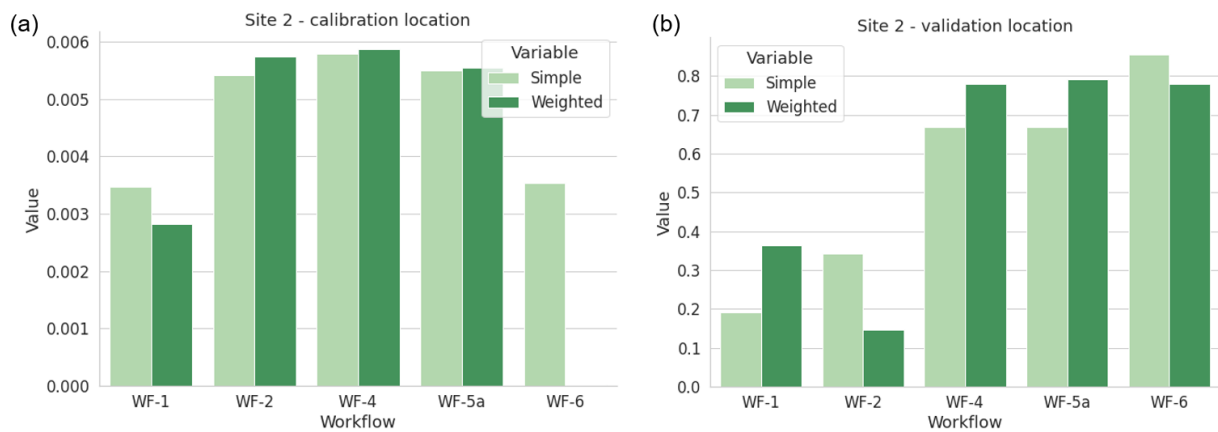 (a)
Site 2 - calibration location
Value
0.006
0.005
0.004
0.003
0.002
0.001
0.000
Variable
Simple
Weighted
WF-1 WF-2 WF-4 WF-5a WF-6
Workflow
(b)
Site 2 - validation location
Value
0.8
0.7
0.6
0.5
0.4
0.3
0.2
0.1
0.0
Variable
Simple
Weighted
WF-1 WF-2 WF-4 WF-5a WF-6
Workflow